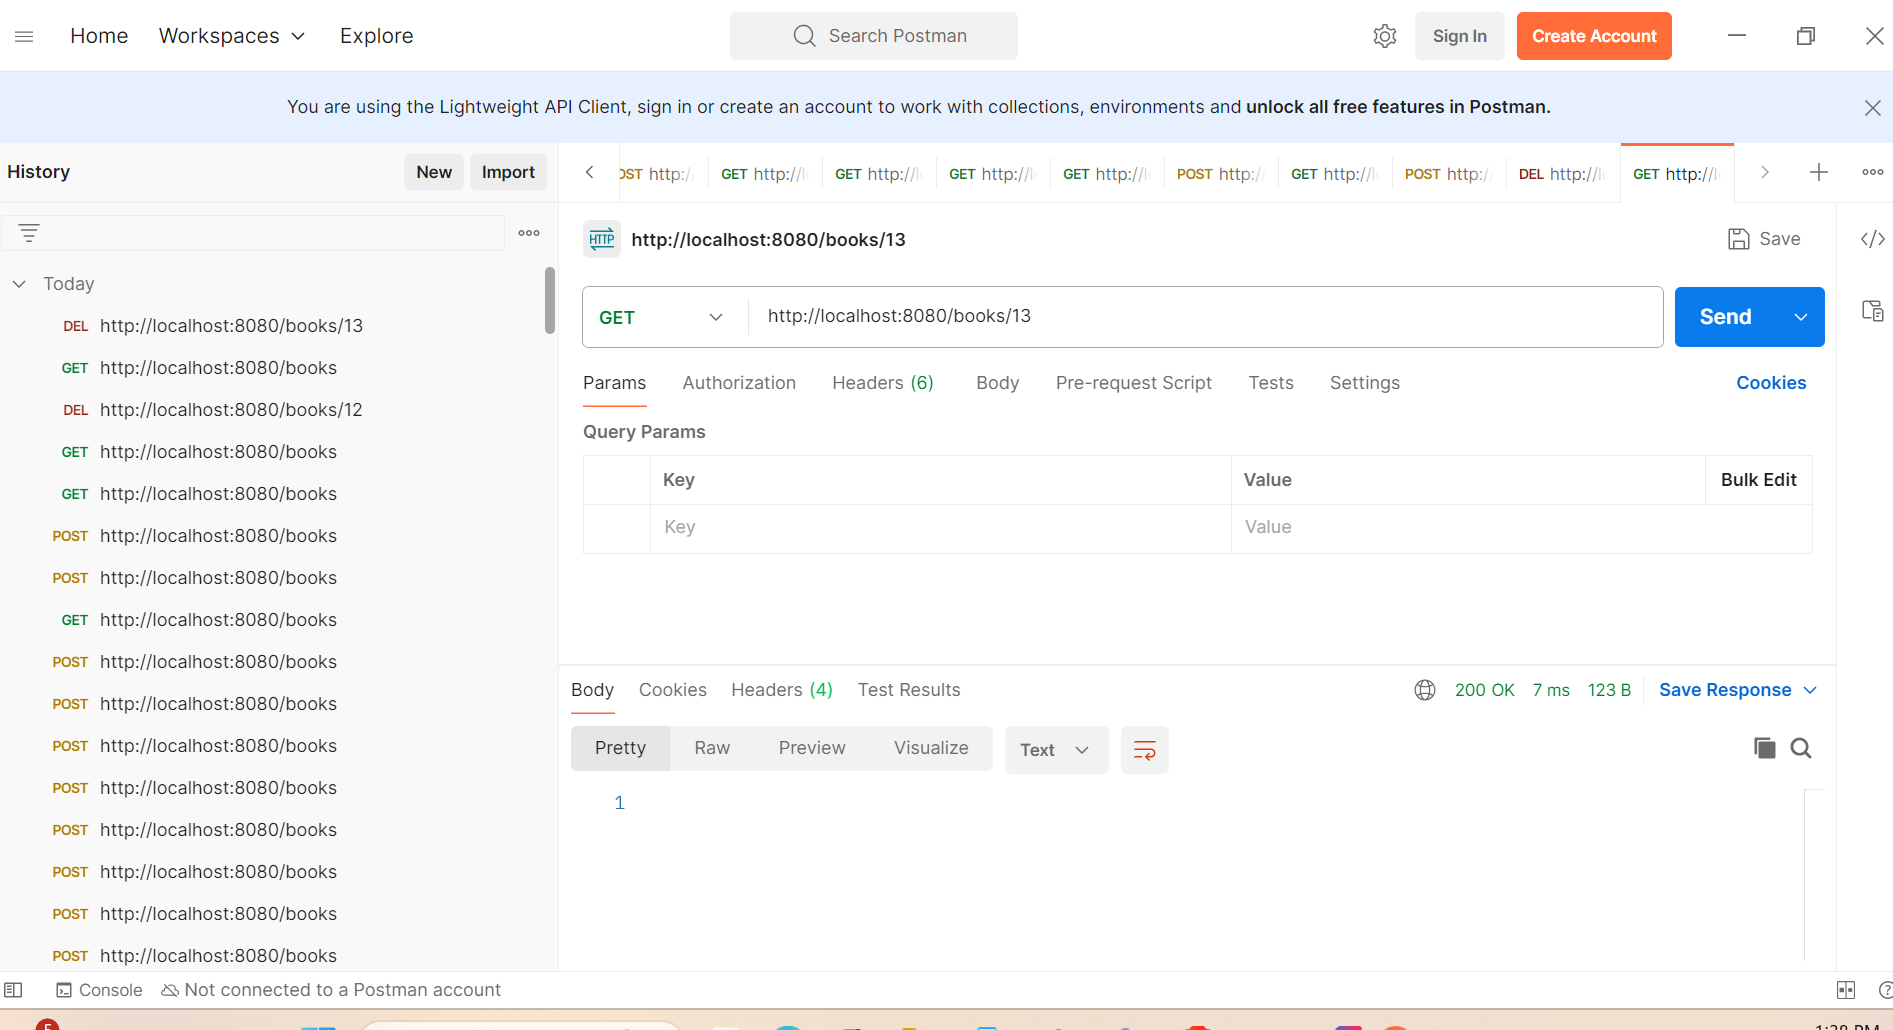 Home Workspaces Explore Search Postman Sign In Create Account
You are using the Lightweight API Client, sign in or create an account to work with collections, environments and unlock all free features in Postman.
History New Import
OST http:/ GET http://l GET http://l GET http://l GET http://l POST http:/ GET http://l POST http:/ DEL http://l GET http://l
HTTP http://localhost:8080/books/13 Save
Today
DEL http://localhost:8080/books/13
GET http://localhost:8080/books
DEL http://localhost:8080/books/12
GET http://localhost:8080/books
GET http://localhost:8080/books
POST http://localhost:8080/books
POST http://localhost:8080/books
GET http://localhost:8080/books
POST http://localhost:8080/books
POST http://localhost:8080/books
POST http://localhost:8080/books
POST http://localhost:8080/books
POST http://localhost:8080/books
POST http://localhost:8080/books
POST http://localhost:8080/books
POST http://localhost:8080/books
GET http://localhost:8080/books/13 Send
Params Authorization Headers (6) Body Pre-request Script Tests Settings Cookies
Query Params
Key Value Bulk Edit
Key Value
Body Cookies Headers (4) Test Results 200 OK 7 ms 123 B Save Response
Pretty Raw Preview Visualize Text
1
Console Not connected to a Postman account
5